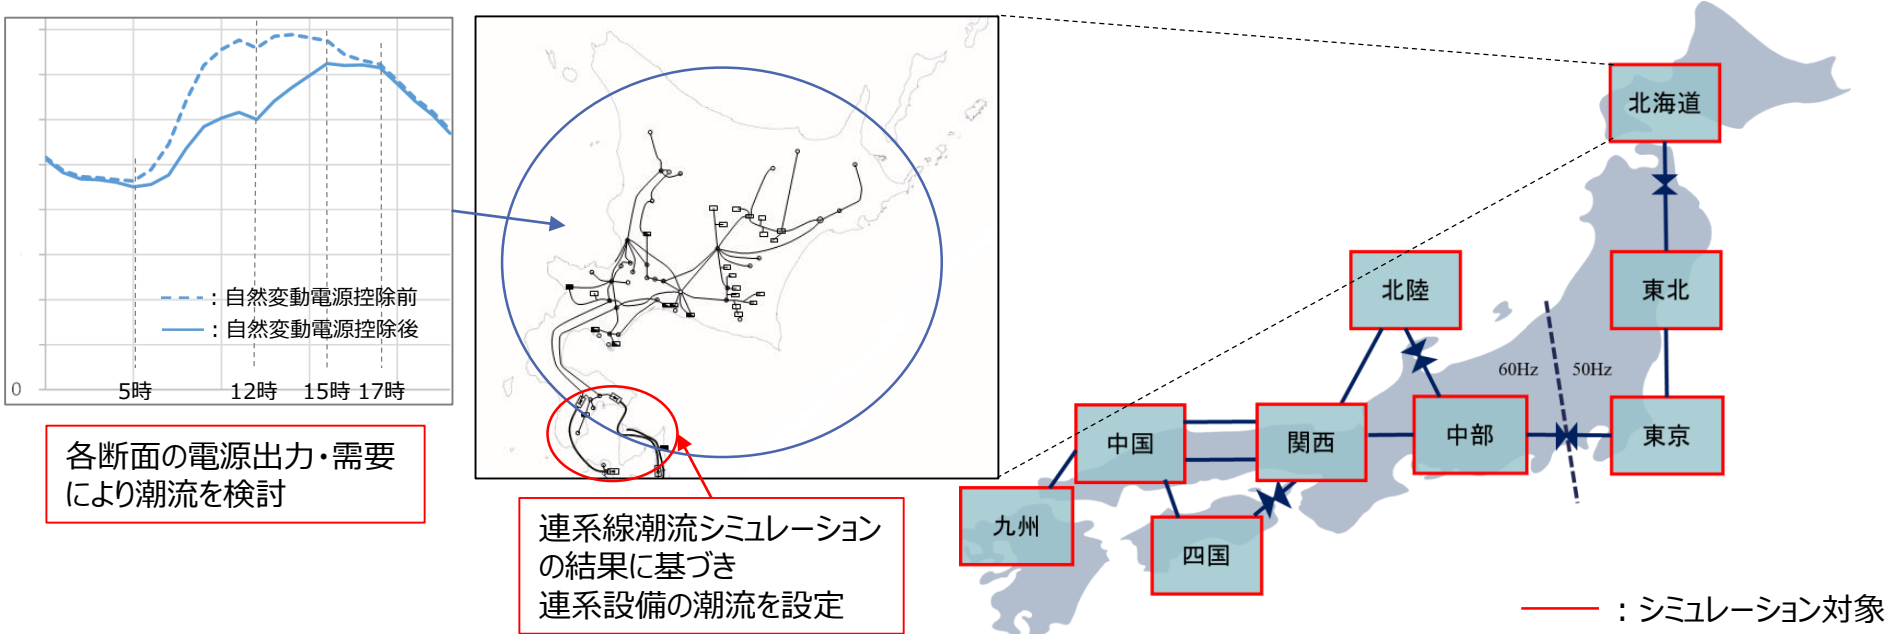 ：自然変動電源控除前
：自然変動電源控除後
0
5時
12時
15時
17時
各断面の電源出力・需要
により潮流を検討
連系線潮流シミュレーション
の結果に基づき
連系設備の潮流を設定
北海道
北陸
東北
60Hz
50Hz
中国
関西
中部
東京
九州
四国
：シミュレーション対象